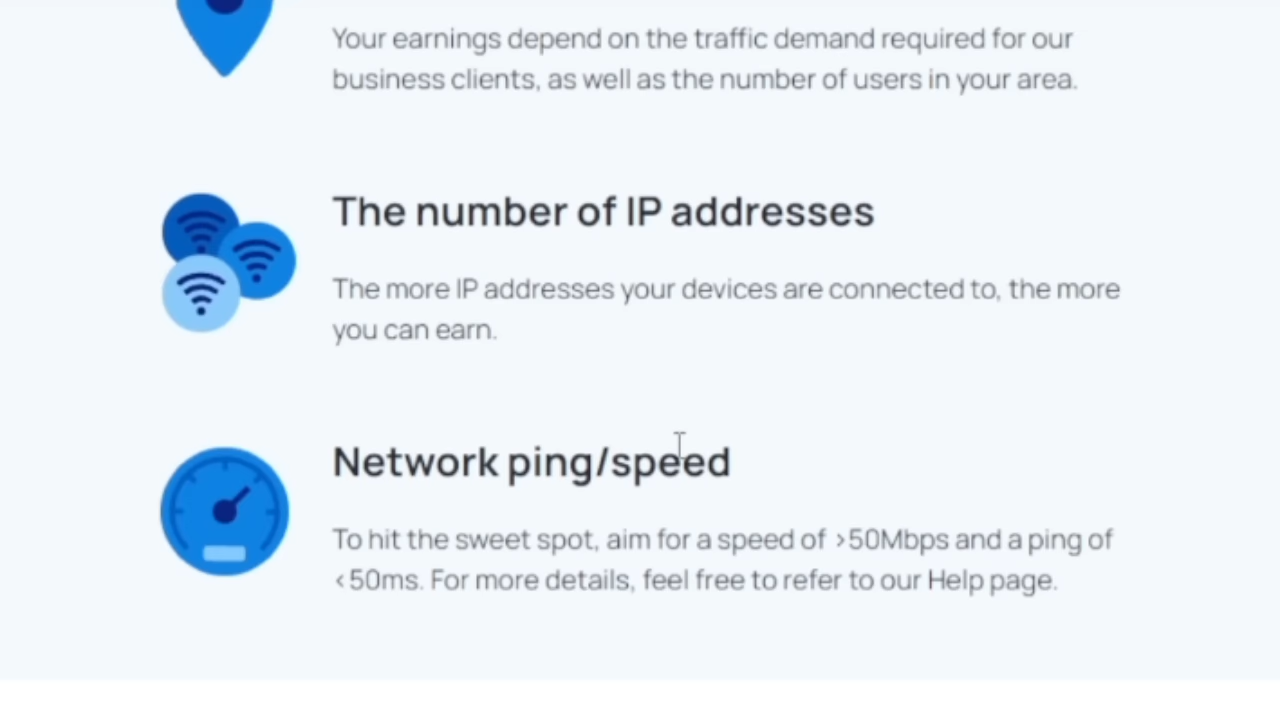 Your earnings depend on the traffic demand required for our
business clients, as well as the number of users in your area.
The number of IP addresses
The more IP addresses your devices are connected to, the more
you can earn.
Network ping/speed
To hit the sweet spot, aim for a speed of >50Mbps and a ping of
<50ms. For more details, feel free to refer to our Help page.